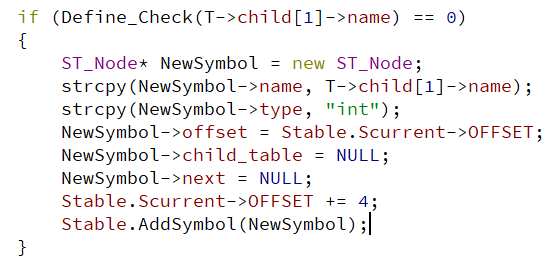 if (Define_Check(T->child[1]->name) == 0)
{
    ST_Node* NewSymbol = new ST_Node;
    strcpy(NewSymbol->name, T->child[1]->name);
    strcpy(NewSymbol->type, "int");
    NewSymbol->offset = Stable.Scurrent->OFFSET;
    NewSymbol->child_table = NULL;
    NewSymbol->next = NULL;
    Stable.Scurrent->OFFSET += 4;
    Stable.AddSymbol(NewSymbol);
}